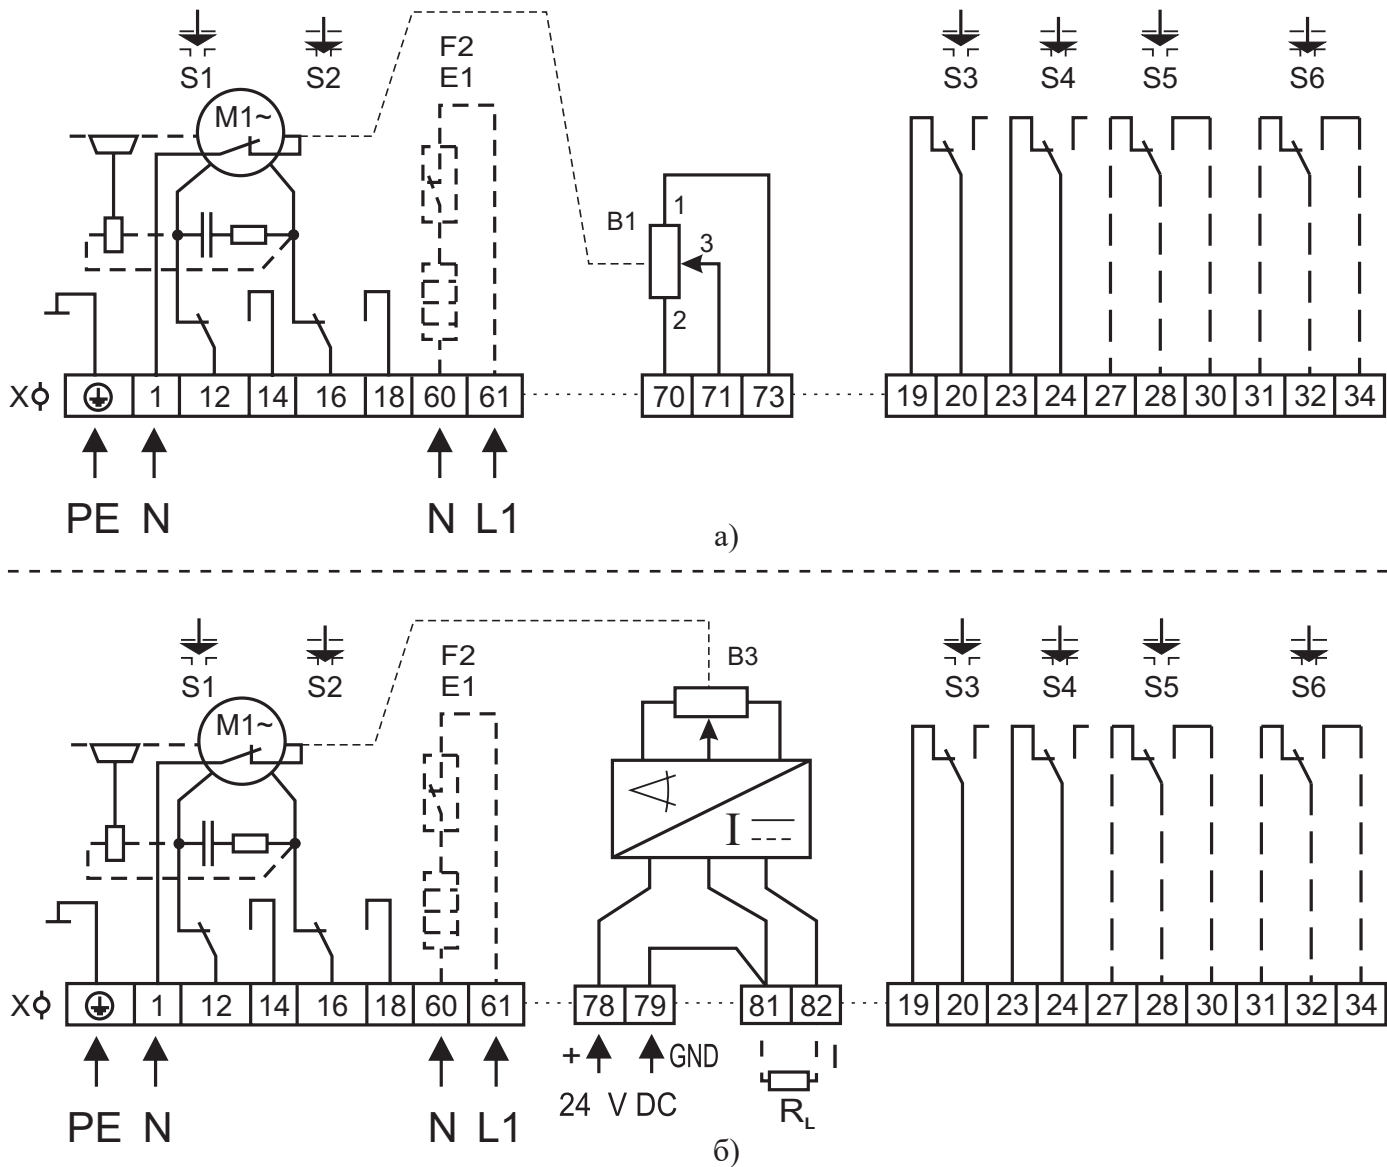 S1 S2 F2 E1 S3 S4 S5 S6
M1~
B1 1 3 2
X 1 12 14 16 18 60 61 70 71 73 19 20 23 24 27 28 30 31 32 34
PE N N L1
а)
S1 S2 F2 E1 B3 S3 S4 S5 S6
M1~
I
X 1 12 14 16 18 60 61 78 79 81 82 19 20 23 24 27 28 30 31 32 34
+ GND I
24 V DC
PE N N L1 RL
б)